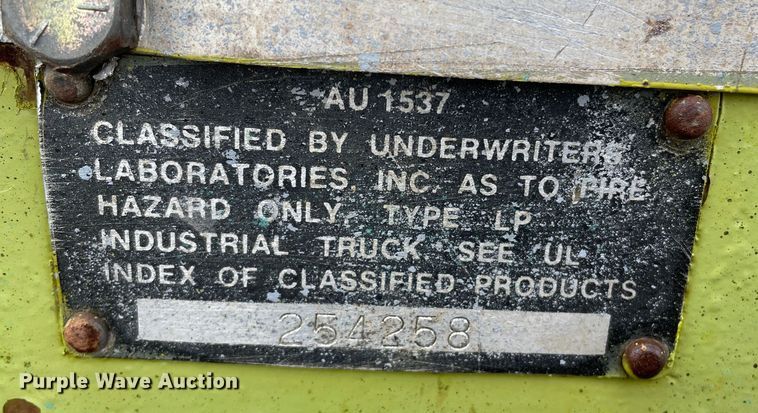 AU 1537
CLASSIFIED BY UNDERWRITERS
LABORATORIES, INC. AS TO FIRE
HAZARD ONLY, TYPE LP
INDUSTRIAL TRUCK SEE UL
INDEX OF CLASSIFIED PRODUCTS
254258
Purple Wave Auction